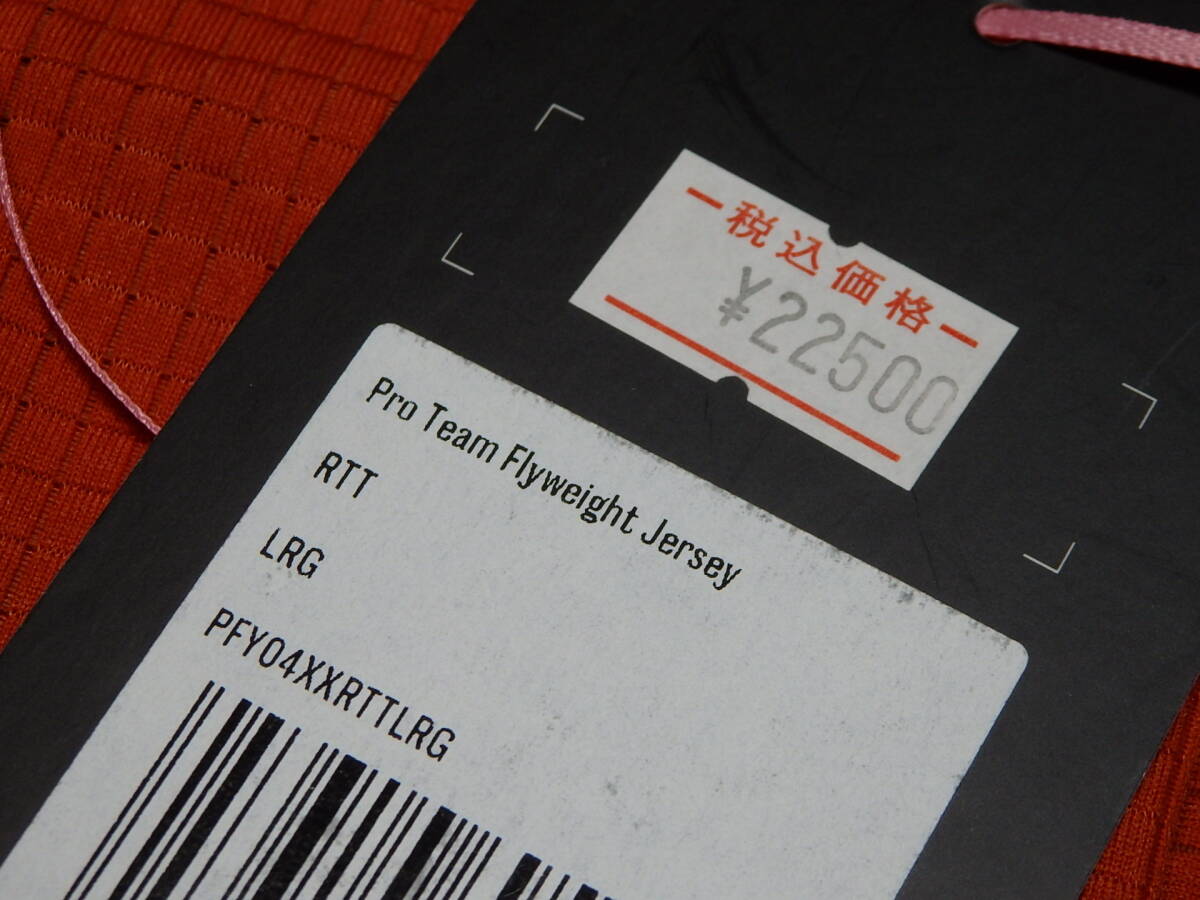 税込価格
¥22500
Pro Team Flyweight Jersey
RTT
LRG
PFY04XXRTTLRG